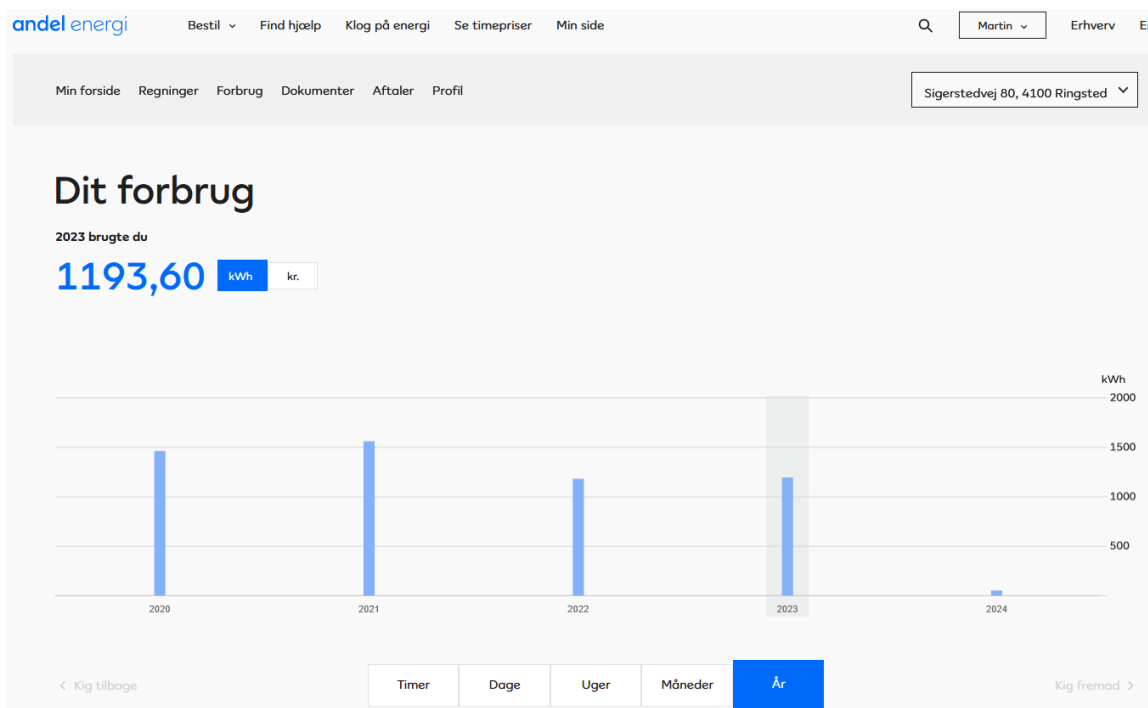 andel energi Bestil Find hjælp Klog på energi Se timepriser Min side Martin Erhverv
Min forside Regninger Forbrug Dokumenter Aftaler Profil Sigerstedvej 80, 4100 Ringsted
Dit forbrug
2023 brugte du
1193,60 kWh kr.
kWh
2000
1500
1000
500
2020 2021 2022 2023 2024
Kig tilbage Timer Dage Uger Måneder År Kig fremad